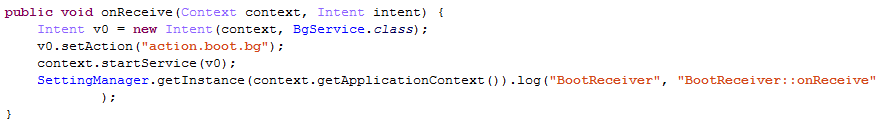 public void onReceive(Context context, Intent intent) {
    Intent v0 = new Intent(context, BgService.class);
    v0.setAction("action.boot.bg");
    context.startService(v0);
    SettingManager.getInstance(context.getApplicationContext()).log("BootReceiver", "BootReceiver::onReceive"
            );
}